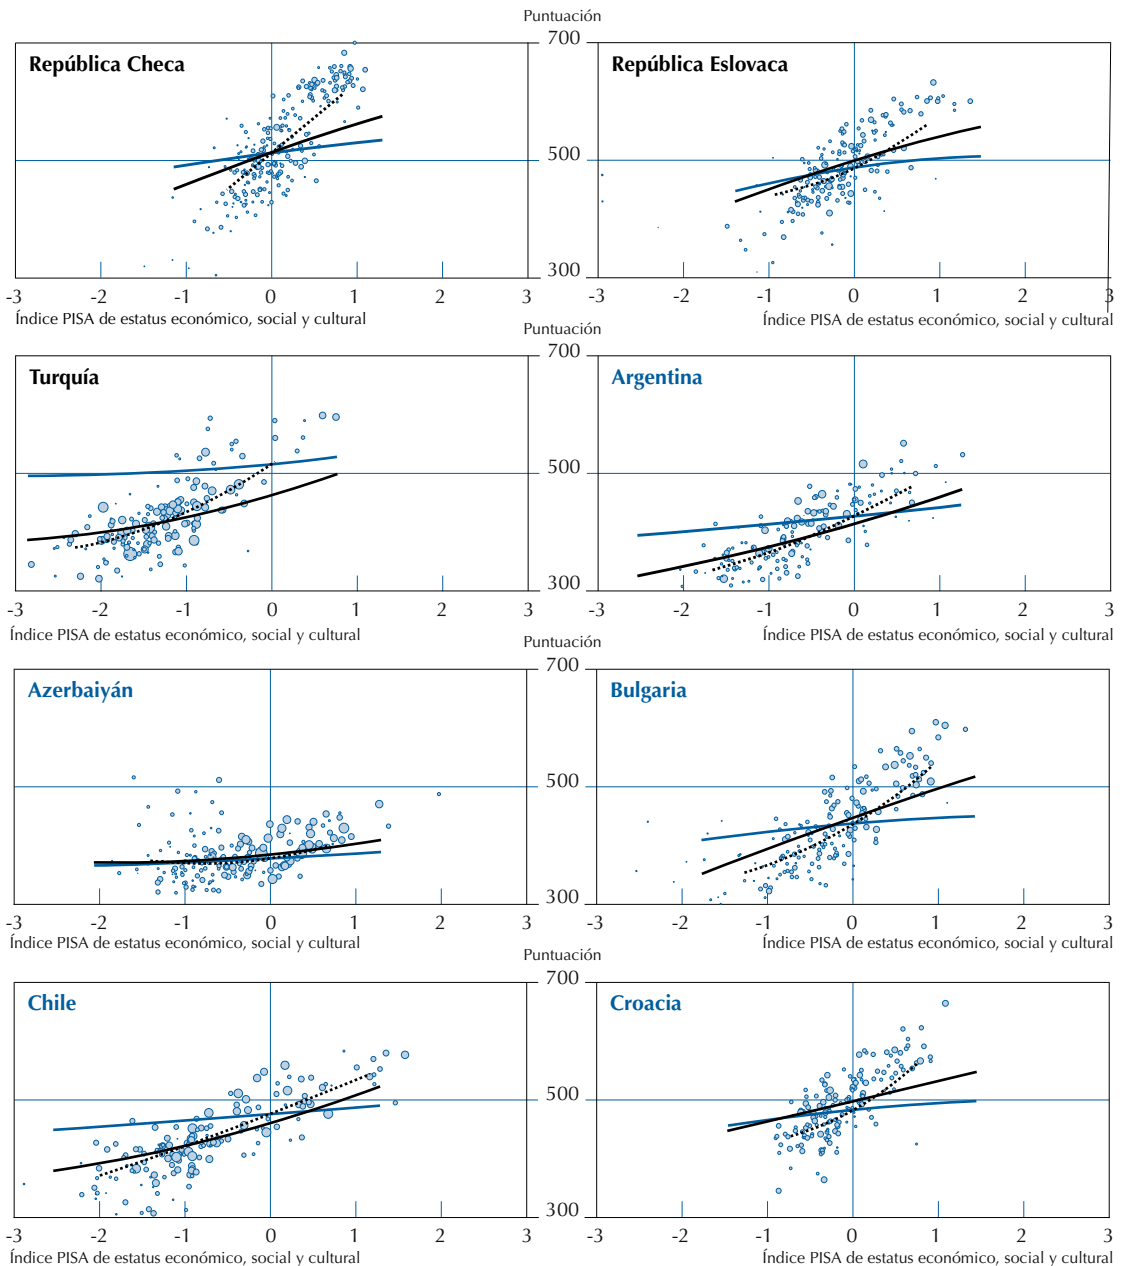 Puntuación
700
República Checa
República Eslovaca
500
300
-3 -2 -1 0 1 2 3
-3 -2 -1 0 1 2 3
Índice PISA de estatus económico, social y cultural
Índice PISA de estatus económico, social y cultural
Puntuación
700
Turquía
Argentina
500
300
-3 -2 -1 0 1 2 3
-3 -2 -1 0 1 2 3
Índice PISA de estatus económico, social y cultural
Índice PISA de estatus económico, social y cultural
Puntuación
700
Azerbaiyán
Bulgaria
500
300
-3 -2 -1 0 1 2 3
-3 -2 -1 0 1 2 3
Índice PISA de estatus económico, social y cultural
Índice PISA de estatus económico, social y cultural
Puntuación
700
Chile
Croacia
500
300
-3 -2 -1 0 1 2 3
-3 -2 -1 0 1 2 3
Índice PISA de estatus económico, social y cultural
Índice PISA de estatus económico, social y cultural